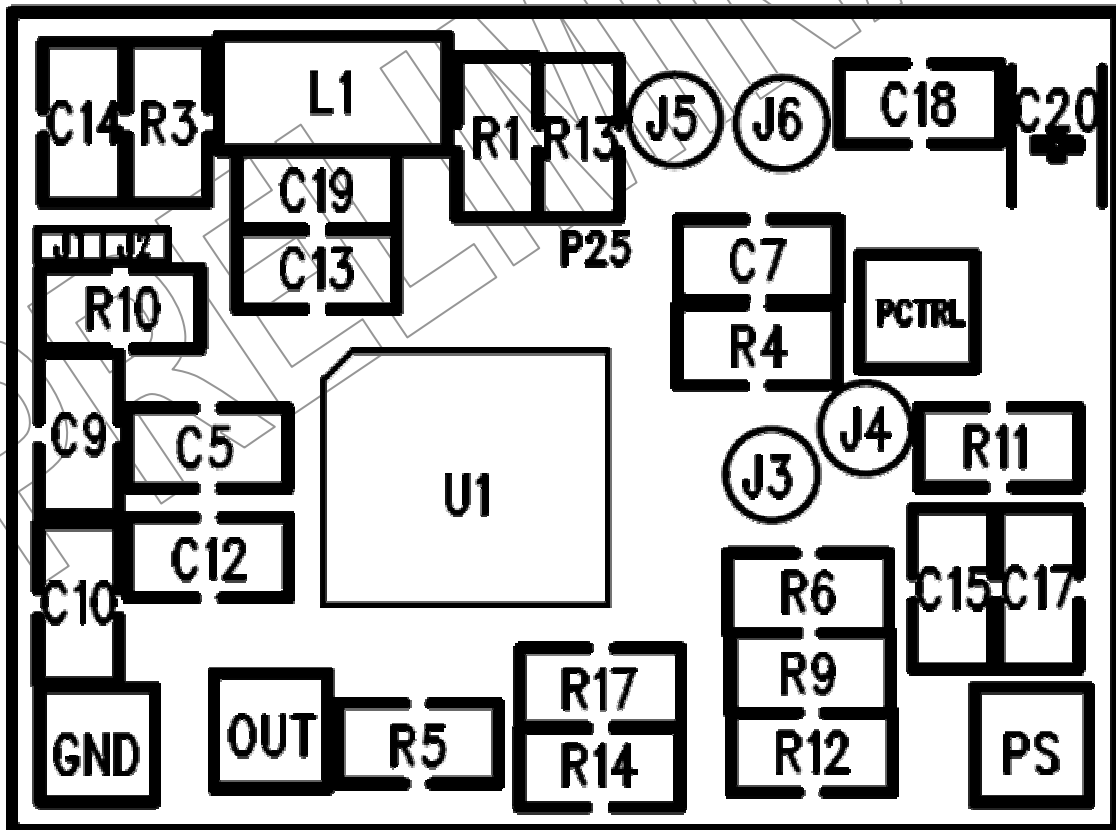 PRELIMIN
C14 R3 L1 R1 R13 J5 J6 C18 C20
C19
J1 J2 C13 P25 C7
R10 R4 PCTRL
C9 C5 U1 J3 J4 R11
C10 C12 R6 C15 C17
R17 R9
GND OUT R5 R14 R12 PS